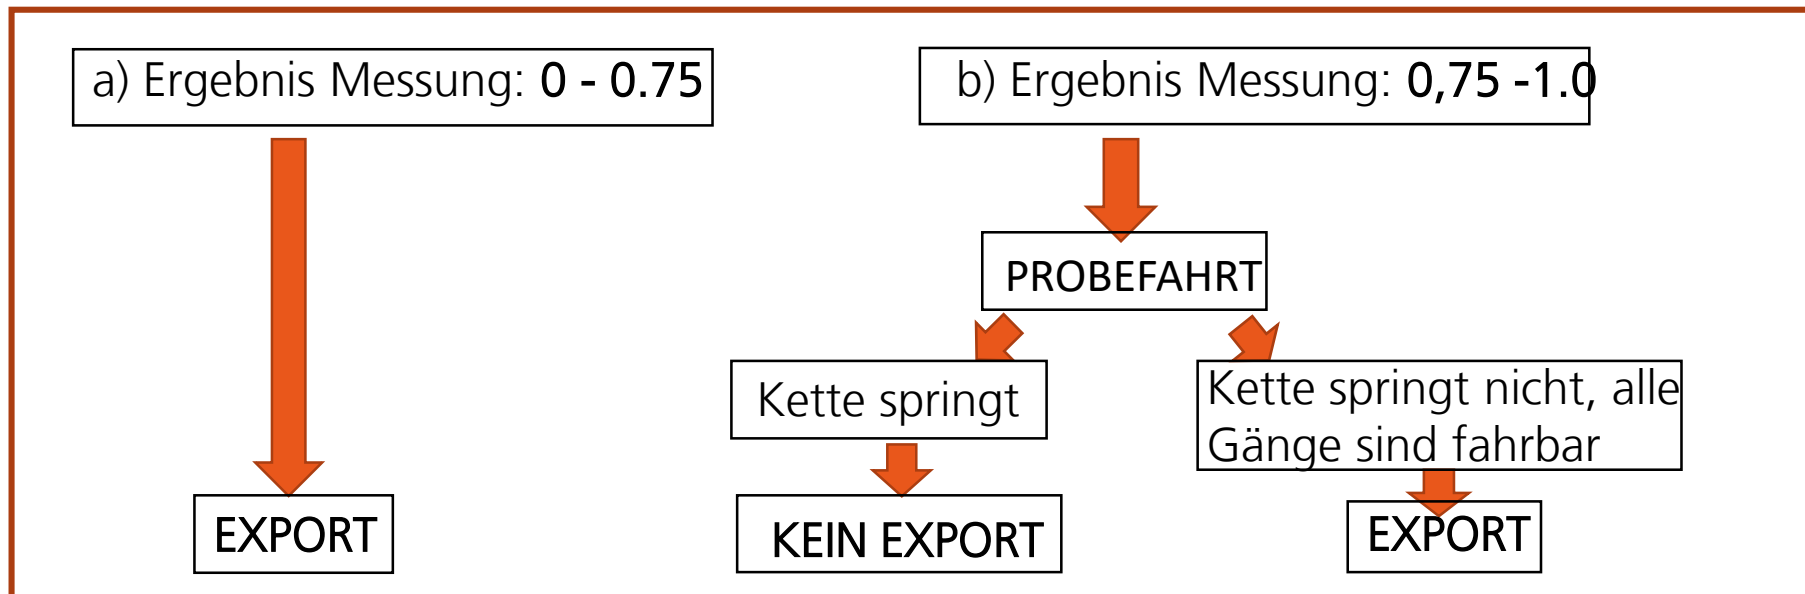 a) Ergebnis Messung: 0 - 0.75
b) Ergebnis Messung: 0,75 -1.0
PROBEFAHRT
Kette springt
Kette springt nicht, alle
Gänge sind fahrbar
EXPORT
KEIN EXPORT
EXPORT